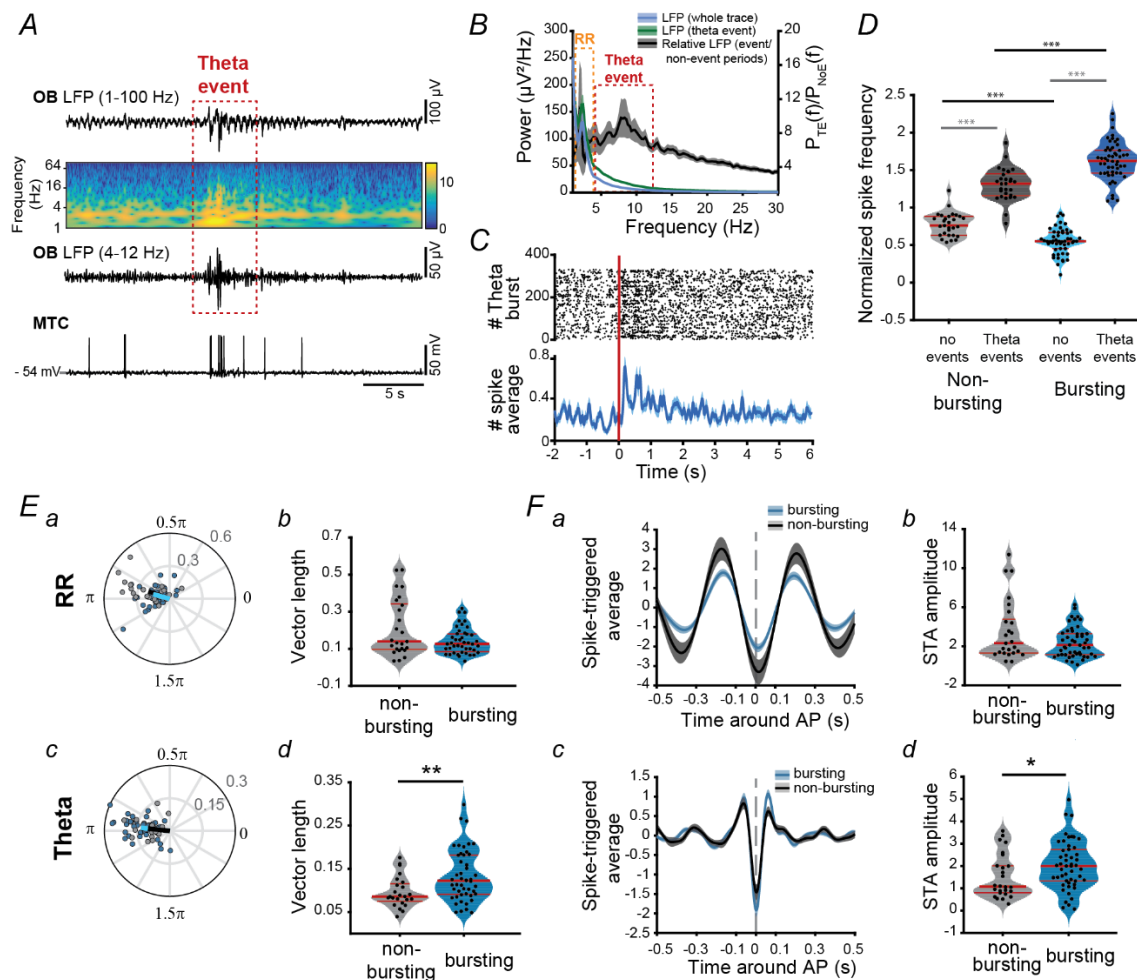 A
Theta
event
OB LFP (1-100 Hz)
100 µV
Frequency
(Hz)
64
16
4
1
10
0
OB LFP (4-12 Hz)
50 µV
MTC
- 54 mV
50 mV
5 s
B
LFP (whole trace)
LFP (theta event)
Relative LFP (event/
non-event periods)
RR
Theta
event
Power (µV²/Hz)
300
250
200
150
100
50
0
5
10
15
20
25
30
Frequency (Hz)
20
16
12
8
4
P_TE(f)/P_NoE(f)
C
# Theta
burst
400
200
0
# spike
average
0.8
0.4
0
-2
-1
0
1
2
3
4
5
6
Time (s)
D
Normalized spike frequency
2.5
2
1.5
1
0.5
0
-0.5
***
***
***
***
no
events
Theta
events
no
events
Theta
events
Non-
bursting
Bursting
E
a
RR
0.5π
0.6
0.3
π
0
1.5π
b
Vector length
0.7
0.5
0.3
0.1
-0.1
non-
bursting
bursting
c
Theta
0.5π
0.3
0.15
π
0
1.5π
d
Vector length
0.35
0.25
0.15
0.05
**
non-
bursting
bursting
F
a
bursting
non-bursting
Spike-triggered
average
4
3
2
1
0
-1
-2
-3
-4
-0.5
-0.3
-0.1
0
0.1
0.3
0.5
Time around AP (s)
b
STA amplitude
14
10
6
2
-2
non-
bursting
bursting
c
bursting
non-bursting
Spike-triggered
average
2.5
2
1.5
1
0.5
0
-0.5
-1
-1.5
-2
-2.5
-0.5
-0.3
-0.1
0
0.1
0.3
0.5
Time around AP (s)
d
STA amplitude
6
5
4
3
2
1
0
-1
*
non-
bursting
bursting